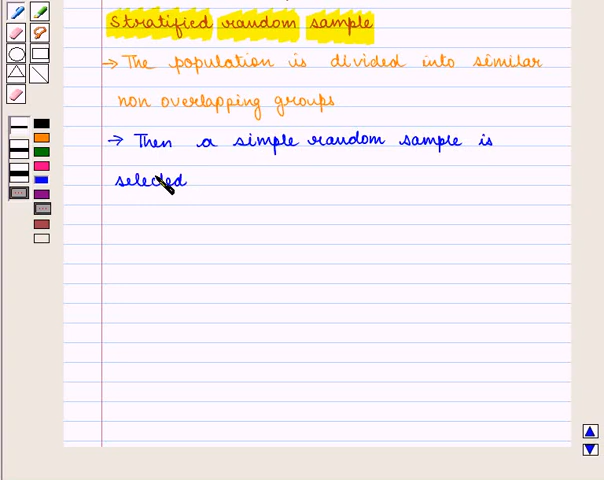 Stratified random sample
→ The population is divided into similar
non overlapping groups
→ Then a simple random sample is
selected